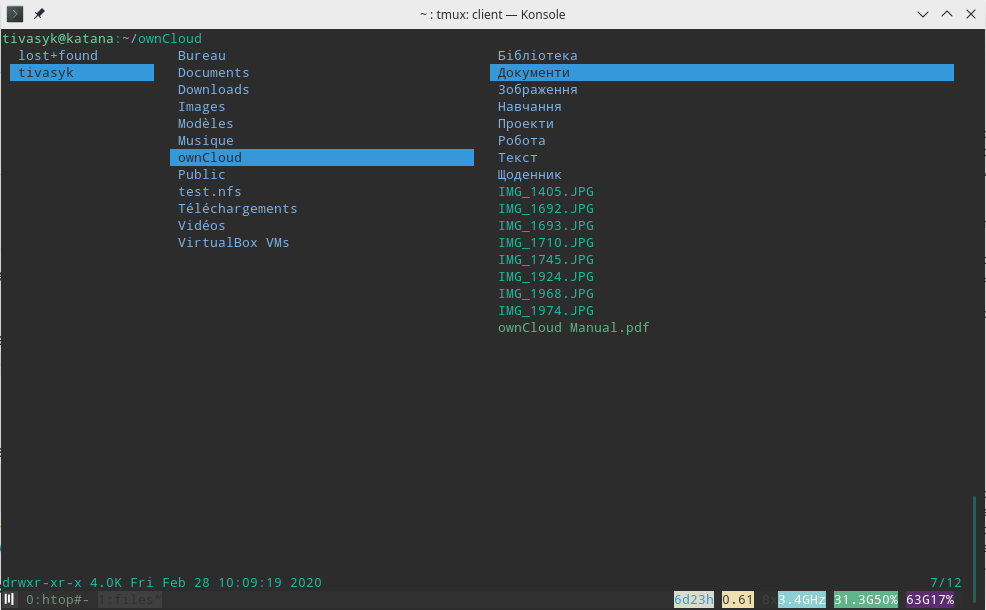 ~ : tmux: client — Konsole
tivasyk@katana:~/ownCloud
lost+found
tivasyk
Bureau
Documents
Downloads
Images
Modèles
Musique
ownCloud
Public
test.nfs
Téléchargements
Vidéos
VirtualBox VMs
Бібліотека
Документи
Зображення
Навчання
Проекти
Робота
Текст
Щоденник
IMG_1405.JPG
IMG_1692.JPG
IMG_1693.JPG
IMG_1710.JPG
IMG_1745.JPG
IMG_1924.JPG
IMG_1968.JPG
IMG_1974.JPG
ownCloud Manual.pdf
drwxr-xr-x 4.0K Fri Feb 28 10:09:19 2020 7/12
0:htop#- 1:files* 6d23h 0.61 3.4GHz 31.3G50% 63G17%